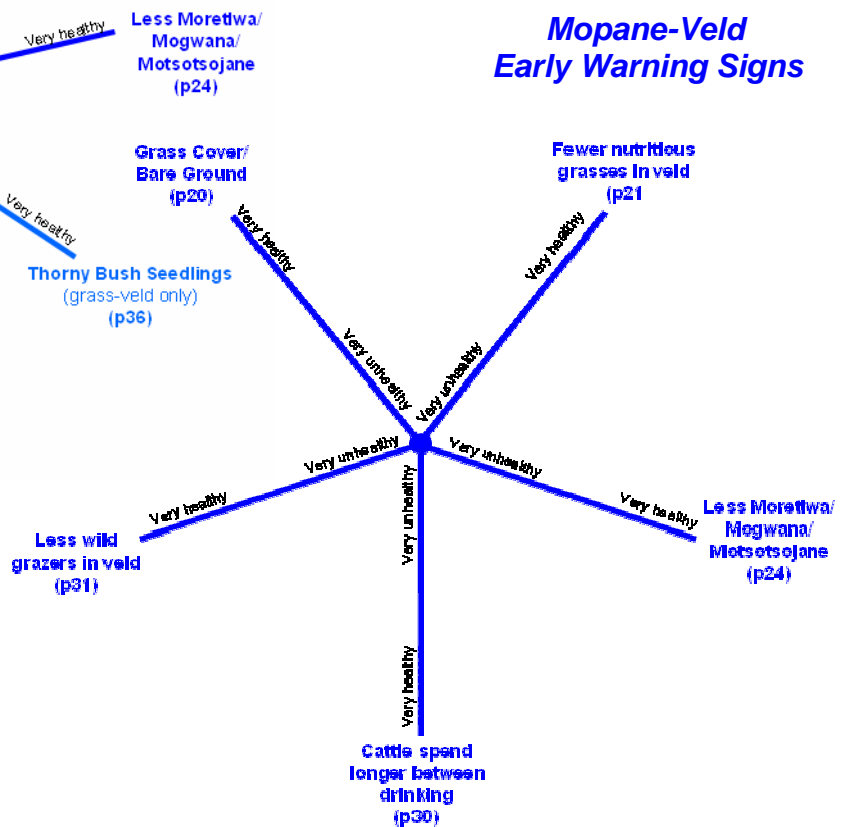 Very healthy
Less Moretlwa/
Mogwana/
Motsotsojane
(p24)
Mopane-Veld
Early Warning Signs
Grass Cover/
Bare Ground
(p20)
Fewer nutritious
grasses in veld
(p21
Very healthy
Thorny Bush Seedlings
(grass-veld only)
(p36)
Very healthy
Very unhealthy
Very healthy
Very unhealthy
Very healthy
Very unhealthy
Very unhealthy
Very healthy
Very unhealthy
Very healthy
Less wild
grazers in veld
(p31)
Less Moretlwa/
Mogwana/
Motsotsojane
(p24)
Cattle spend
longer between
drinking
(p30)